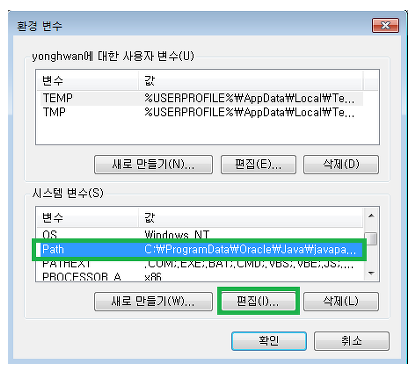 환경 변수
yonghwan에 대한 사용자 변수(U)
변수 값
TEMP %USERPROFILE%₩AppData₩Local₩Te...
TMP %USERPROFILE%₩AppData₩Local₩Te...
새로 만들기(N)... 편집(E)... 삭제(D)
시스템 변수(S)
변수 값
OS Windows_NT
Path C:₩ProgramData₩Oracle₩Java₩javapa...
PATHEXT .COM;.EXE;.BAT;.CMD;.VBS;.VBE;.JS;...
PROCESSOR_A... x86
새로 만들기(W)... 편집(I)... 삭제(L)
확인 취소